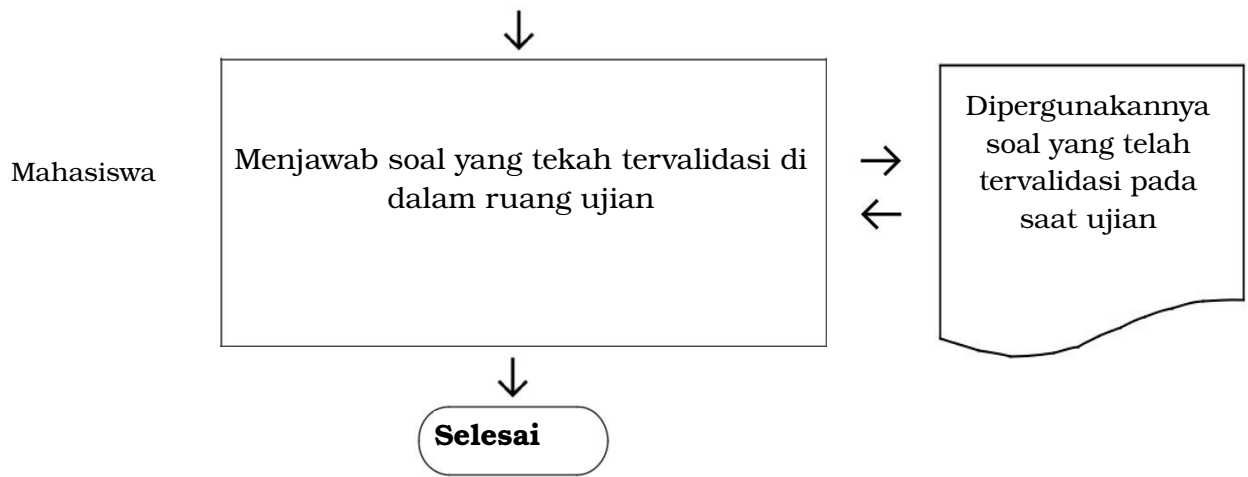 Mahasiswa
Menjawab soal yang tekah tervalidasi di
dalam ruang ujian
Dipergunakannya
soal yang telah
tervalidasi pada
saat ujian
Selesai